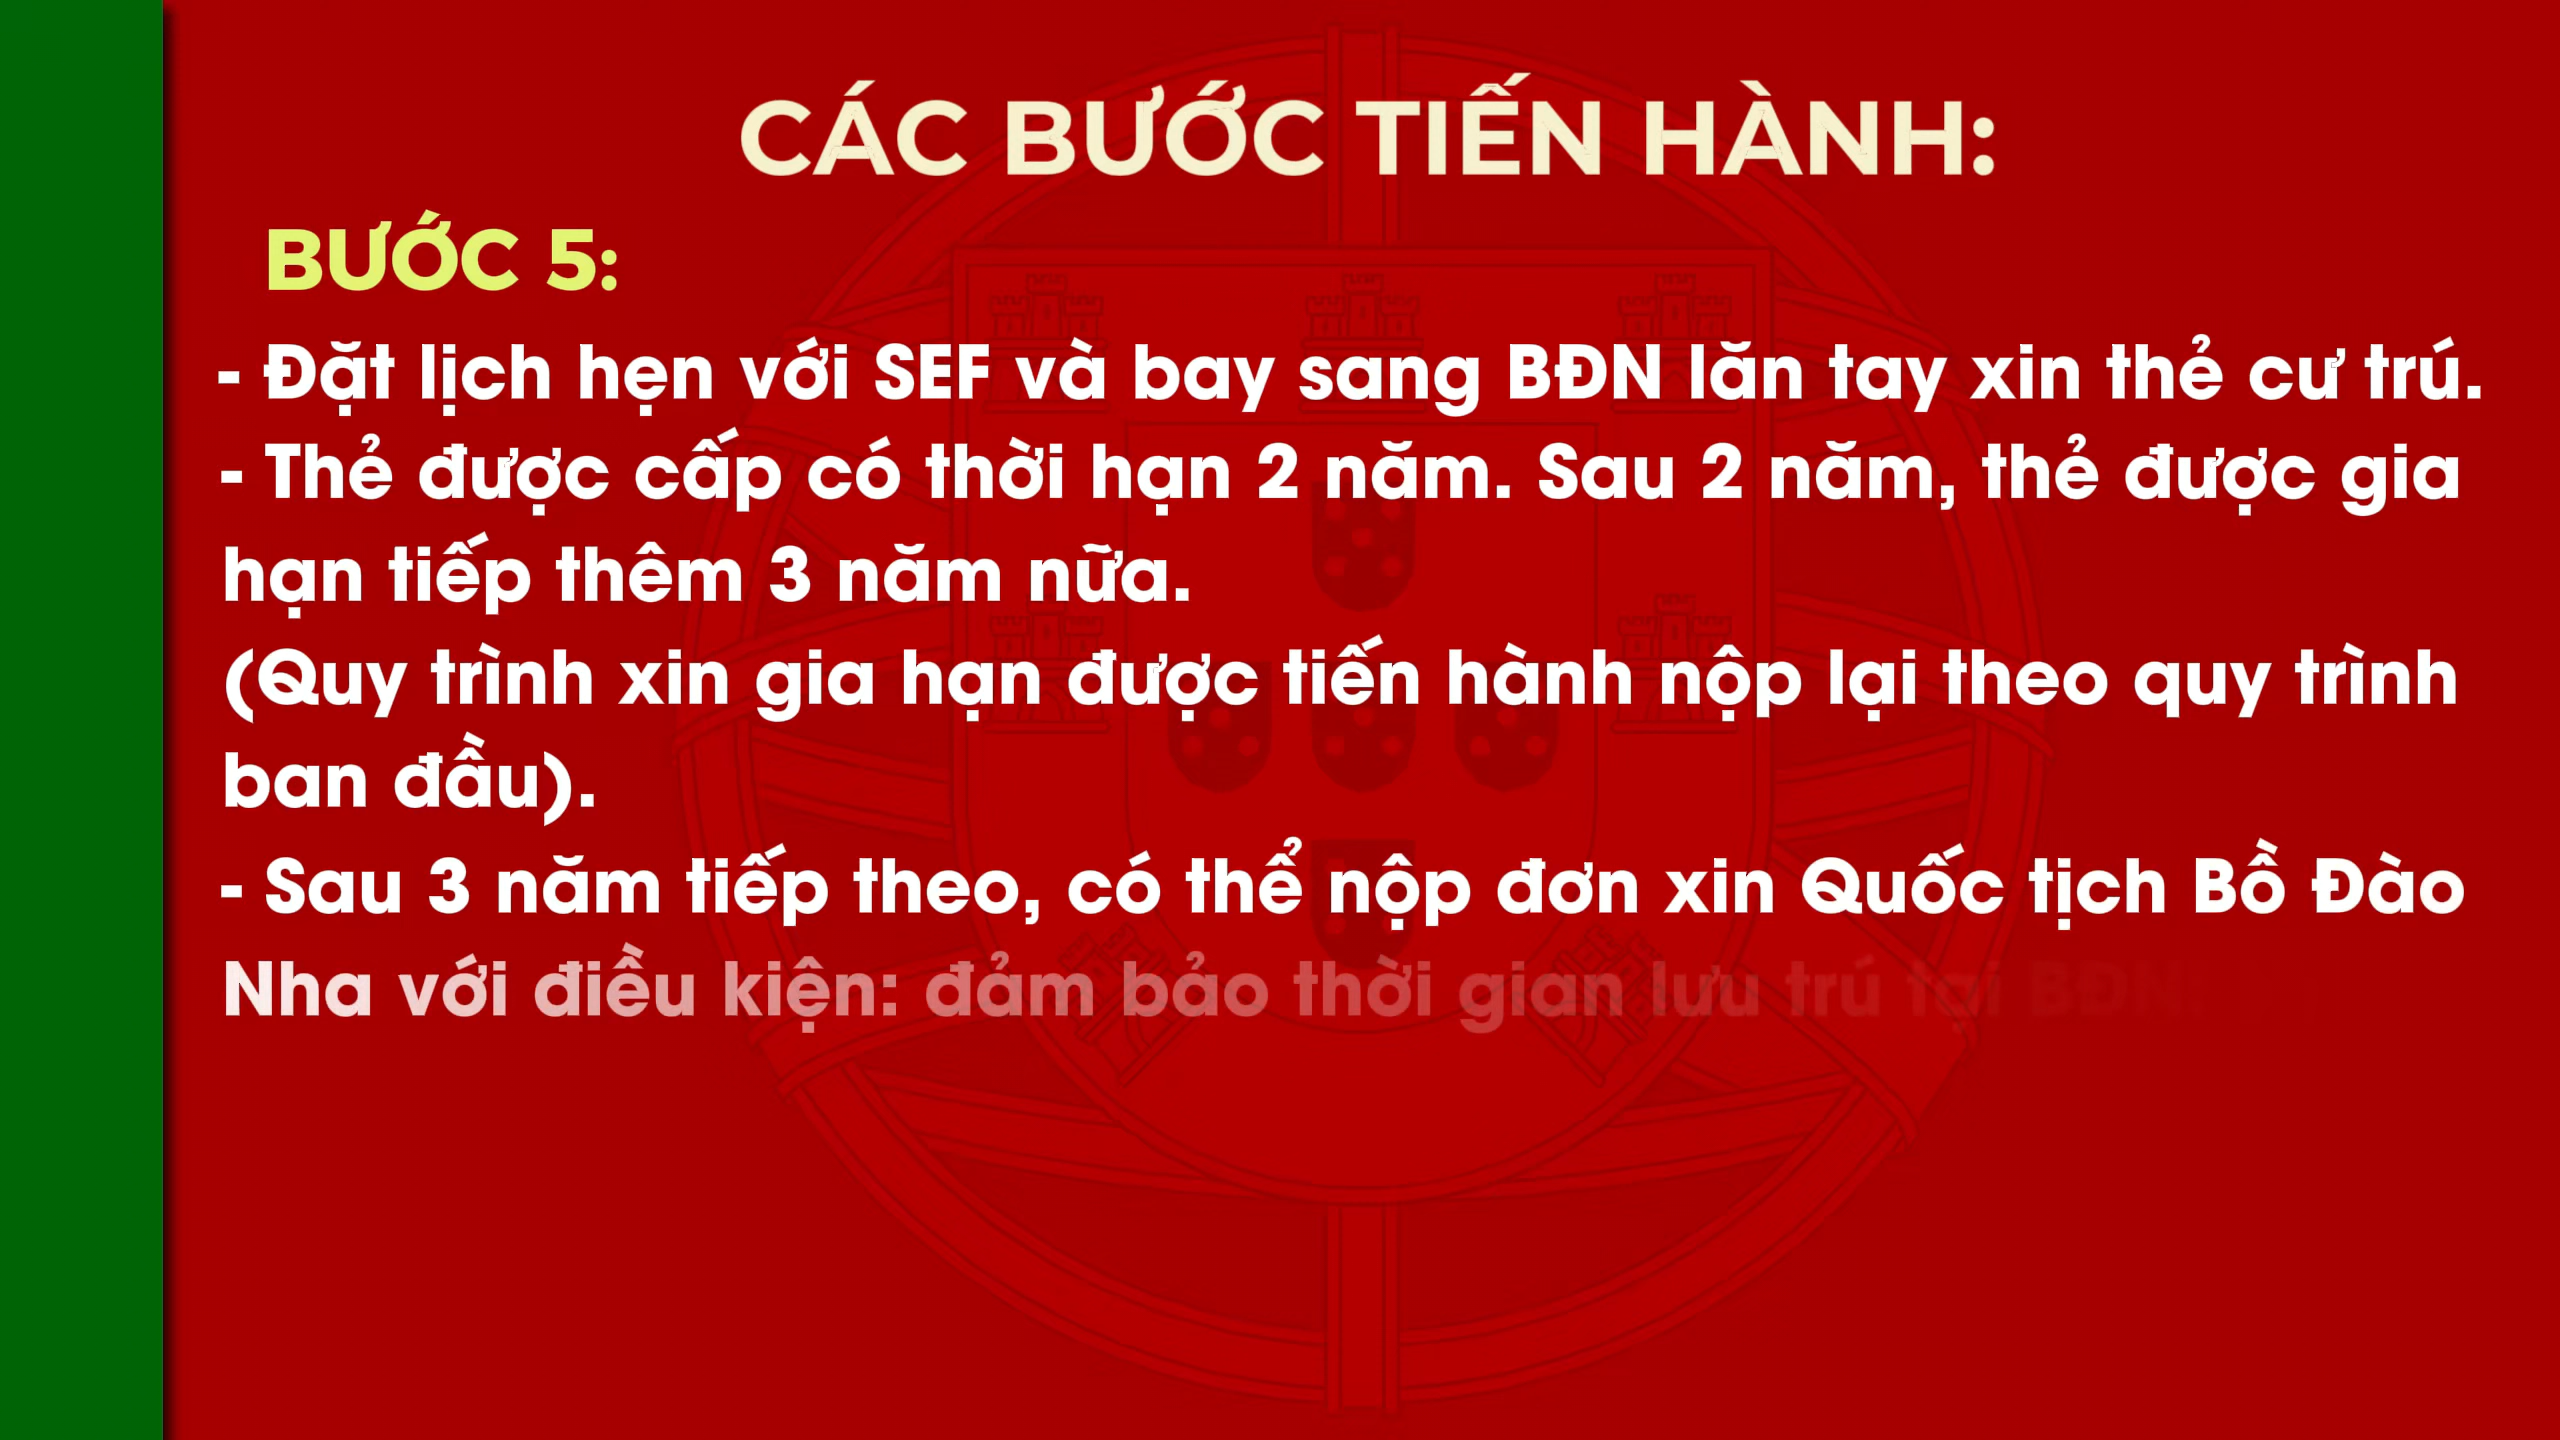 CÁC BƯỚC TIẾN HÀNH:
BƯỚC 5:
- Đặt lịch hẹn với SEF và bay sang BĐN lăn tay xin thẻ cư trú.
- Thẻ được cấp có thời hạn 2 năm. Sau 2 năm, thẻ được gia
hạn tiếp thêm 3 năm nữa.
(Quy trình xin gia hạn được tiến hành nộp lại theo quy trình
ban đầu).
- Sau 3 năm tiếp theo, có thể nộp đơn xin Quốc tịch Bồ Đào
Nha với điều kiện: đảm bảo thời gian lưu trú tại BĐN